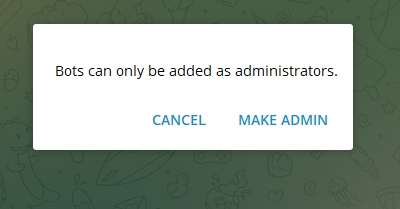 Bots can only be added as administrators.
CANCEL MAKE ADMIN